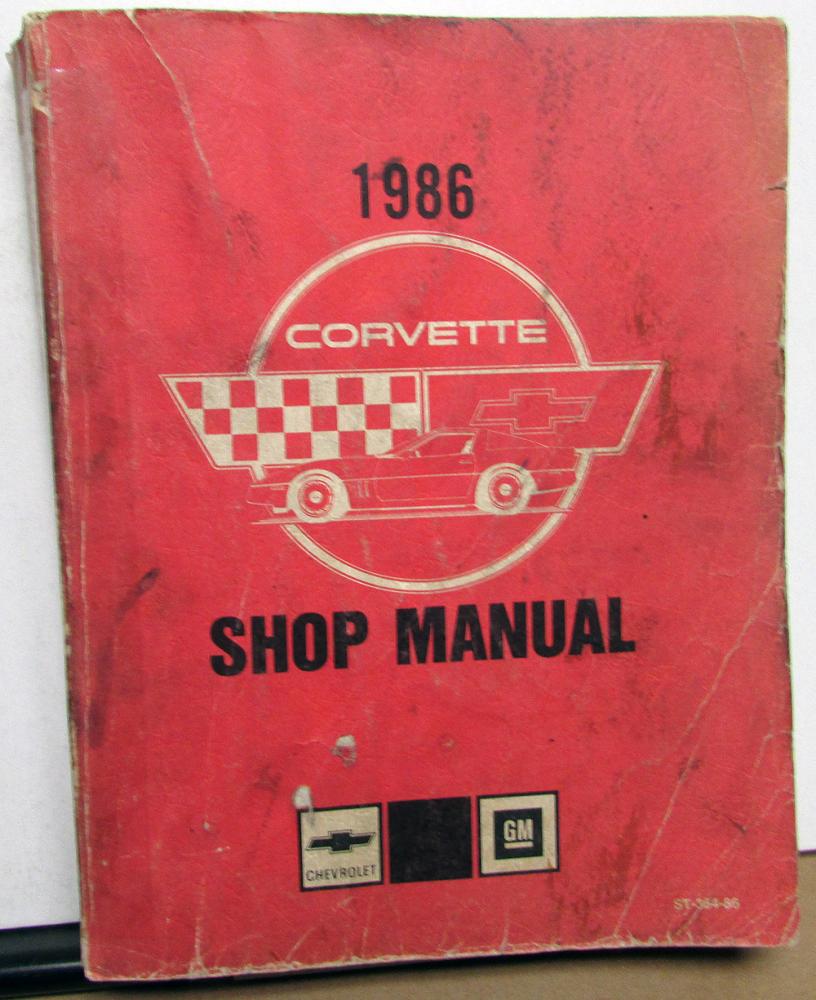 1986
CORVETTE
SHOP MANUAL
CHEVROLET
GM
ST-364-86